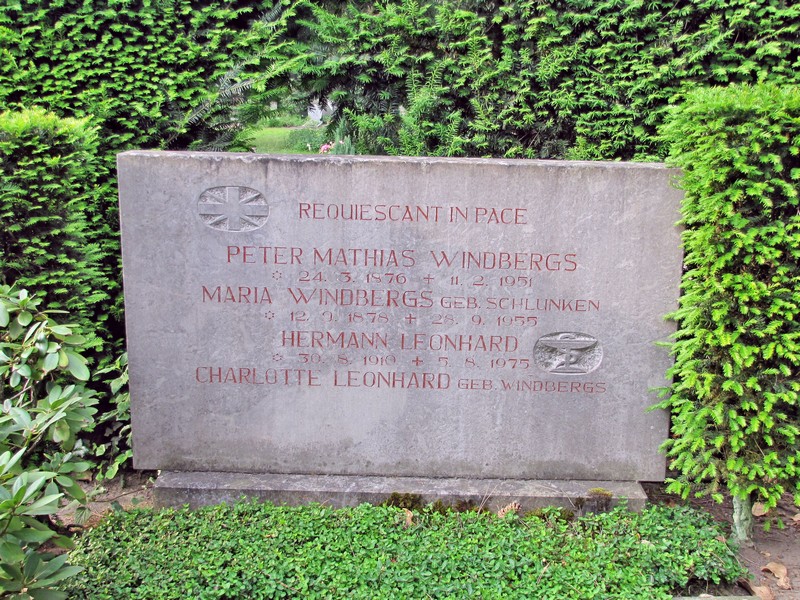 REQUIESCANT IN PACE
PETER MATHIAS WINDBERGS
* 24. 3. 1876 + 11. 2. 1951
MARIA WINDBERGS GEB. SCHLUNKEN
* 12. 9. 1878 + 28. 9. 1955
HERMANN LEONHARD
* 30. 8. 1910 + 5. 8. 1975
CHARLOTTE LEONHARD GEB. WINDBERGS